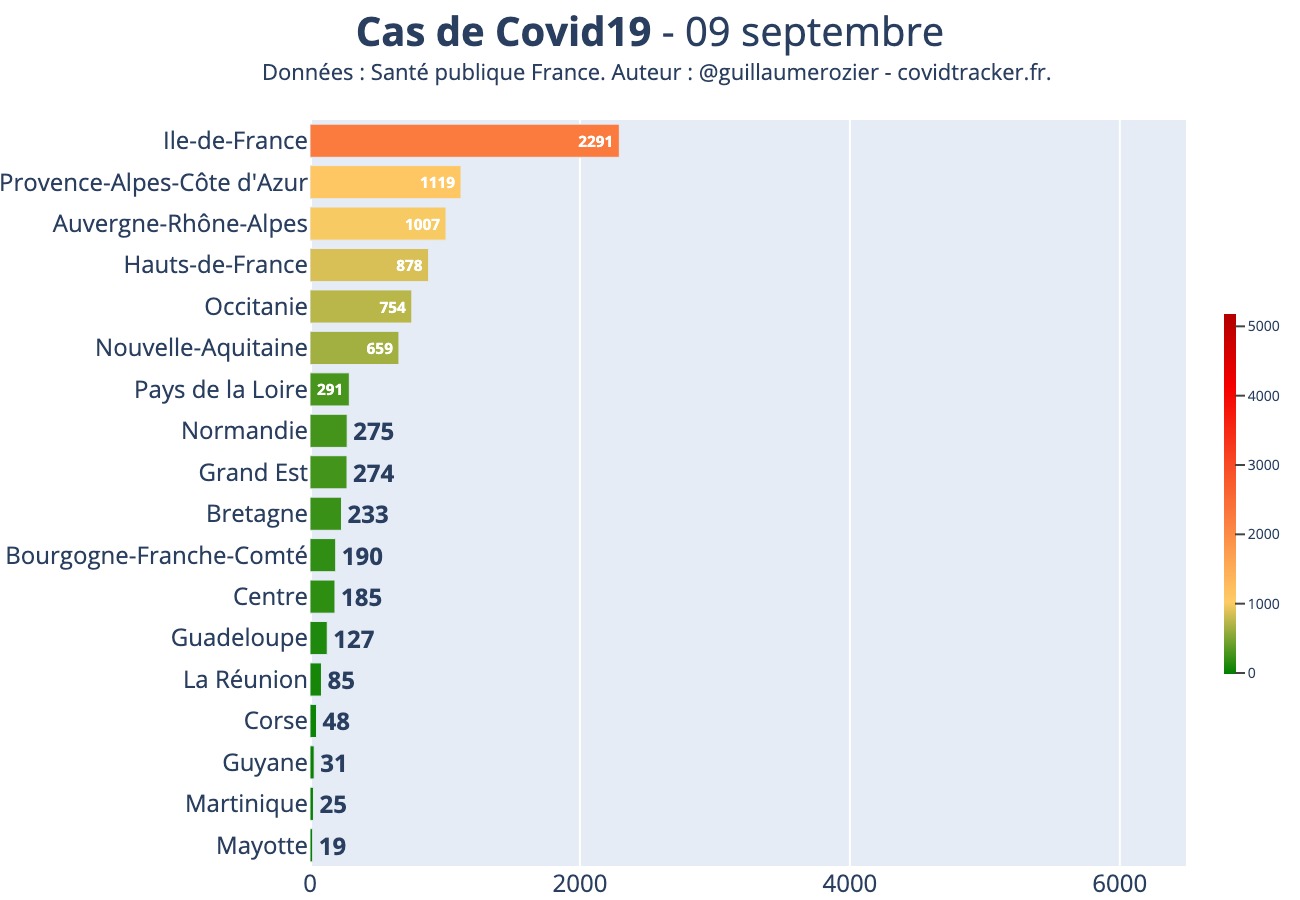 Cas de Covid19 - 09 septembre
Données : Santé publique France. Auteur : @guillaumerozier - covidtracker.fr.
Ile-de-France 2291
Provence-Alpes-Côte d'Azur 1119
Auvergne-Rhône-Alpes 1007
Hauts-de-France 878
Occitanie 754
Nouvelle-Aquitaine 659
Pays de la Loire 291
Normandie 275
Grand Est 274
Bretagne 233
Bourgogne-Franche-Comté 190
Centre 185
Guadeloupe 127
La Réunion 85
Corse 48
Guyane 31
Martinique 25
Mayotte 19
0 2000 4000 6000
5000
4000
3000
2000
1000
0